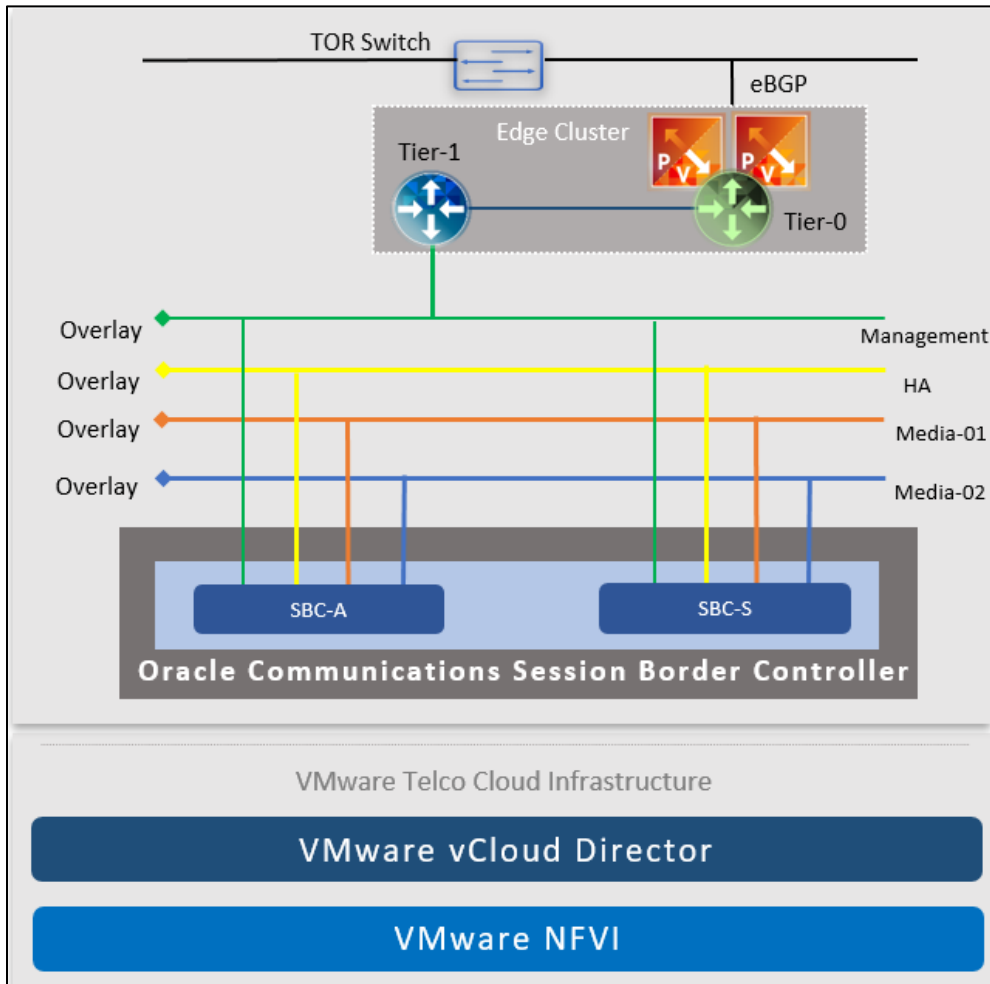 TOR Switch
eBGP
Edge Cluster
P V
P V
Tier-1
Tier-0
Overlay
Management
Overlay
HA
Overlay
Media-01
Overlay
Media-02
SBC-A
SBC-S
Oracle Communications Session Border Controller
VMware Telco Cloud Infrastructure
VMware vCloud Director
VMware NFVI